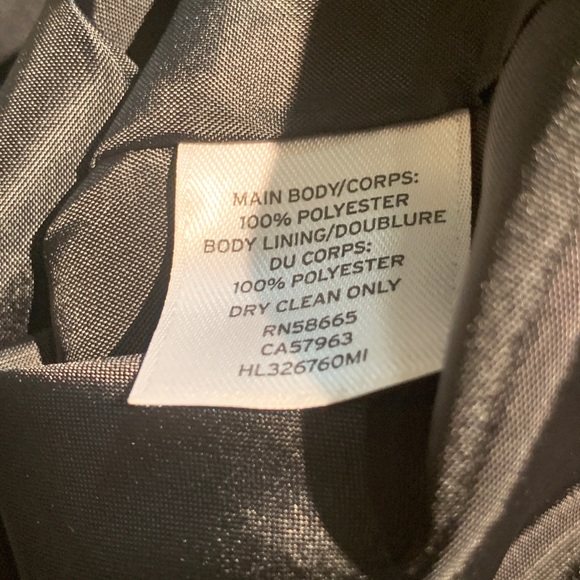 MAIN BODY/CORPS:
100% POLYESTER
BODY LINING/DOUBLURE
DU CORPS:
100% POLYESTER
DRY CLEAN ONLY
RN58665
CA57963
HL326760MI